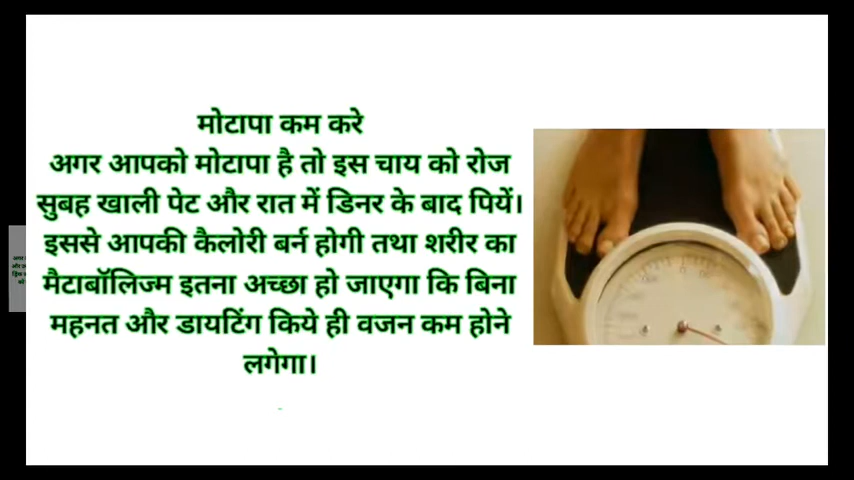 मोटापा कम करे
अगर आपको मोटापा है तो इस चाय को रोज
सुबह खाली पेट और रात में डिनर के बाद पियें।
इससे आपकी कैलोरी बर्न होगी तथा शरीर का
मैटाबॉलिज्म इतना अच्छा हो जाएगा कि बिना
महनत और डायटिंग किये ही वजन कम होने
लगेगा।